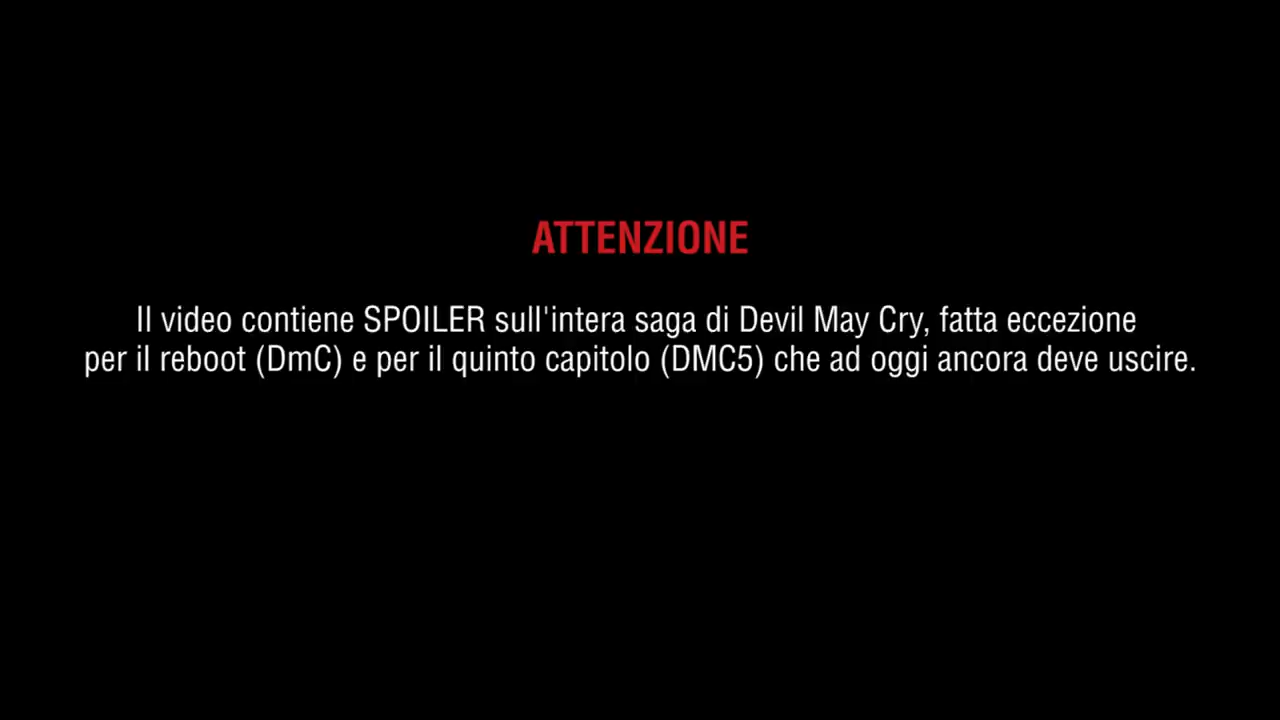 ATTENZIONE
Il video contiene SPOILER sull'intera saga di Devil May Cry, fatta eccezione
per il reboot (DmC) e per il quinto capitolo (DMC5) che ad oggi ancora deve uscire.